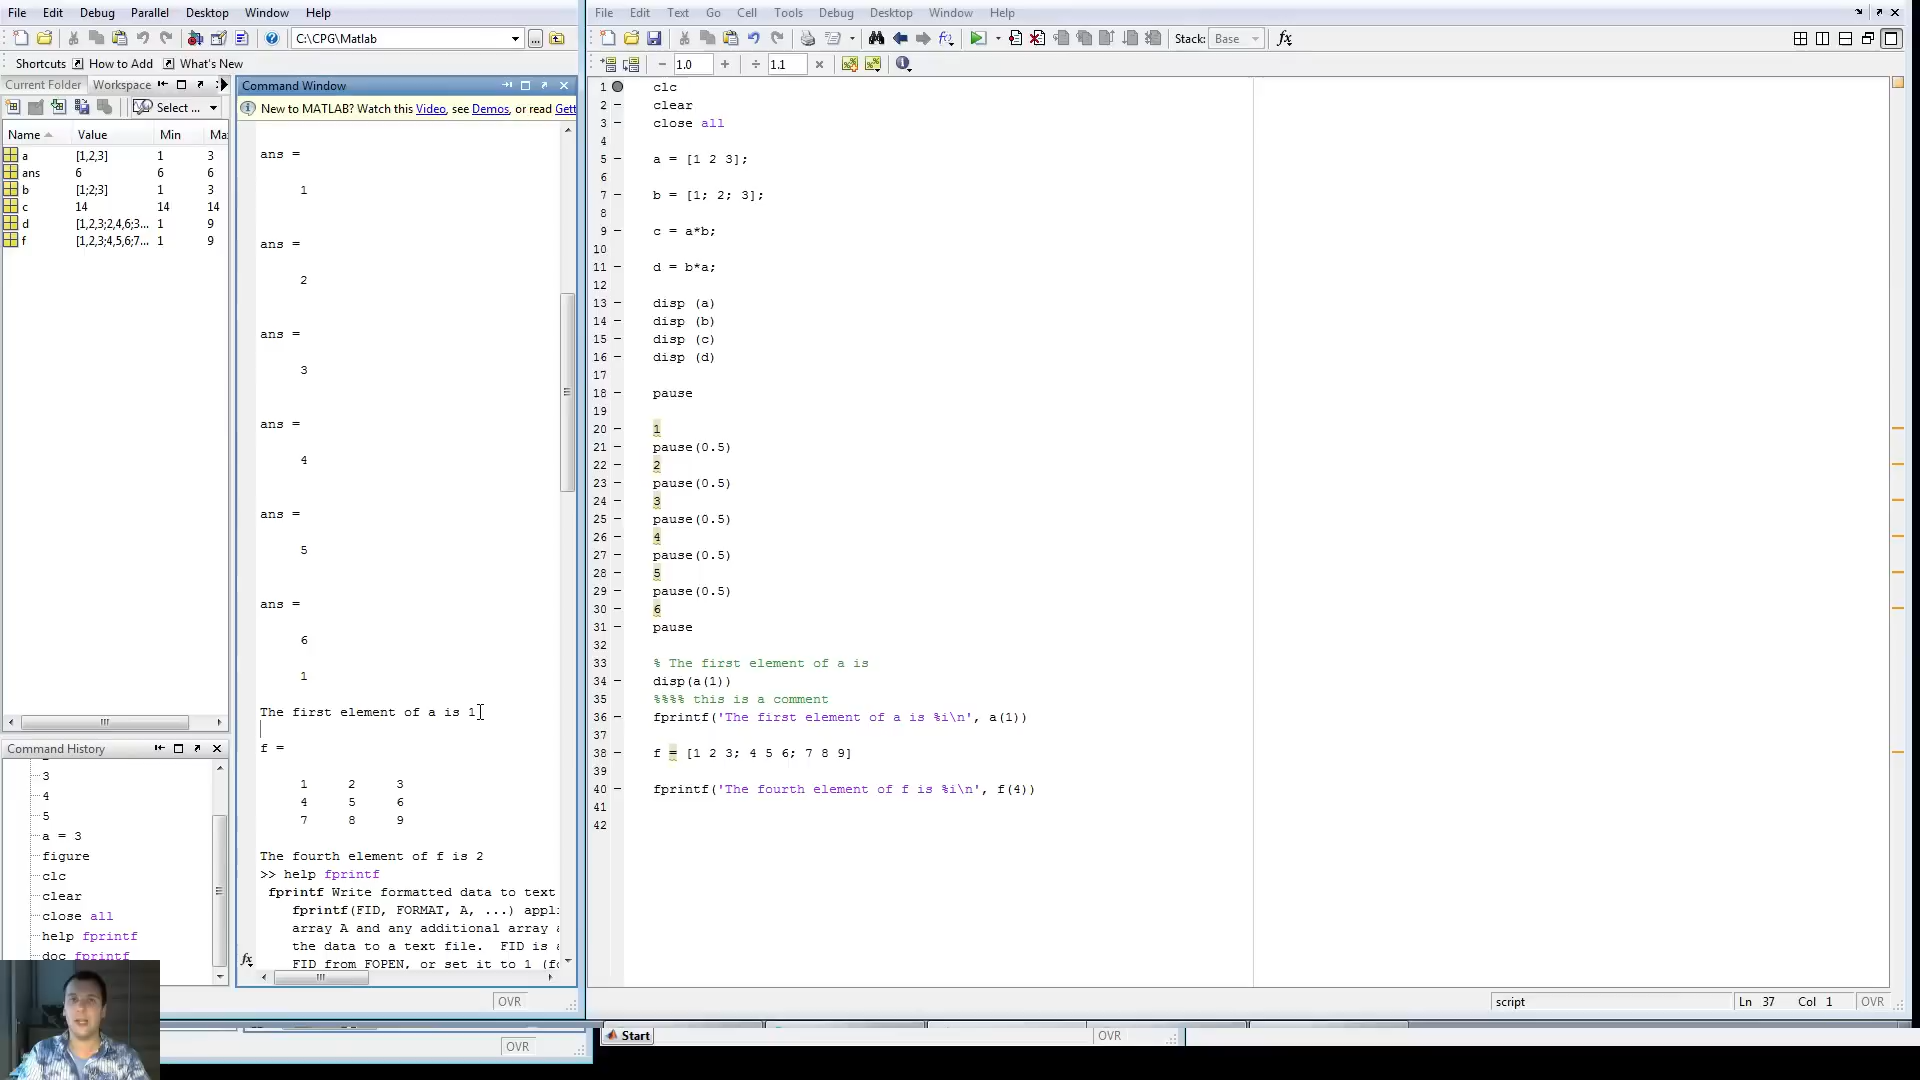 File Edit Debug Parallel Desktop Window Help
C:\CPG\Matlab
Shortcuts How to Add What's New
Current Folder Workspace
Select ...
Name Value Min
a [1,2,3] 1 3
ans 6 6 6
b [1;2;3] 1 3
c 14 14 14
d [1,2,3;2,4,6;3... 1 9
f [1,2,3;4,5,6;7... 1 9
Command History
3
4
5
a = 3
figure
clc
clear
close all
help fprintf
doc fprintf
Command Window
New to MATLAB? Watch this Video, see Demos, or read
ans =
1
ans =
2
ans =
3
ans =
4
ans =
5
ans =
6
1
The first element of a is 1
f =
1 2 3
4 5 6
7 8 9
The fourth element of f is 2
>> help fprintf
fprintf Write formatted data to text
fprintf(FID, FORMAT, A, ...)
array A and any additional array
the data to a text file. FID is
FID from FOPEN, or set it to 1
fx
OVR
OVR
File Edit Text Go Cell Tools Debug Desktop Window Help
Stack: Base fx
− 1.0 + ÷ 1.1 ×
1 clc
2 − clear
3 − close all
4
5 − a = [1 2 3];
6
7 − b = [1; 2; 3];
8
9 − c = a*b;
10
11 − d = b*a;
12
13 − disp (a)
14 − disp (b)
15 − disp (c)
16 − disp (d)
17
18 − pause
19
20 − 1
21 − pause(0.5)
22 − 2
23 − pause(0.5)
24 − 3
25 − pause(0.5)
26 − 4
27 − pause(0.5)
28 − 5
29 − pause(0.5)
30 − 6
31 − pause
32
33 % The first element of a is
34 − disp(a(1))
35 %%%% this is a comment
36 − fprintf('The first element of a is %i\n', a(1))
37
38 − f = [1 2 3; 4 5 6; 7 8 9]
39
40 − fprintf('The fourth element of f is %i\n', f(4))
41
42
script Ln 37 Col 1 OVR
Start OVR